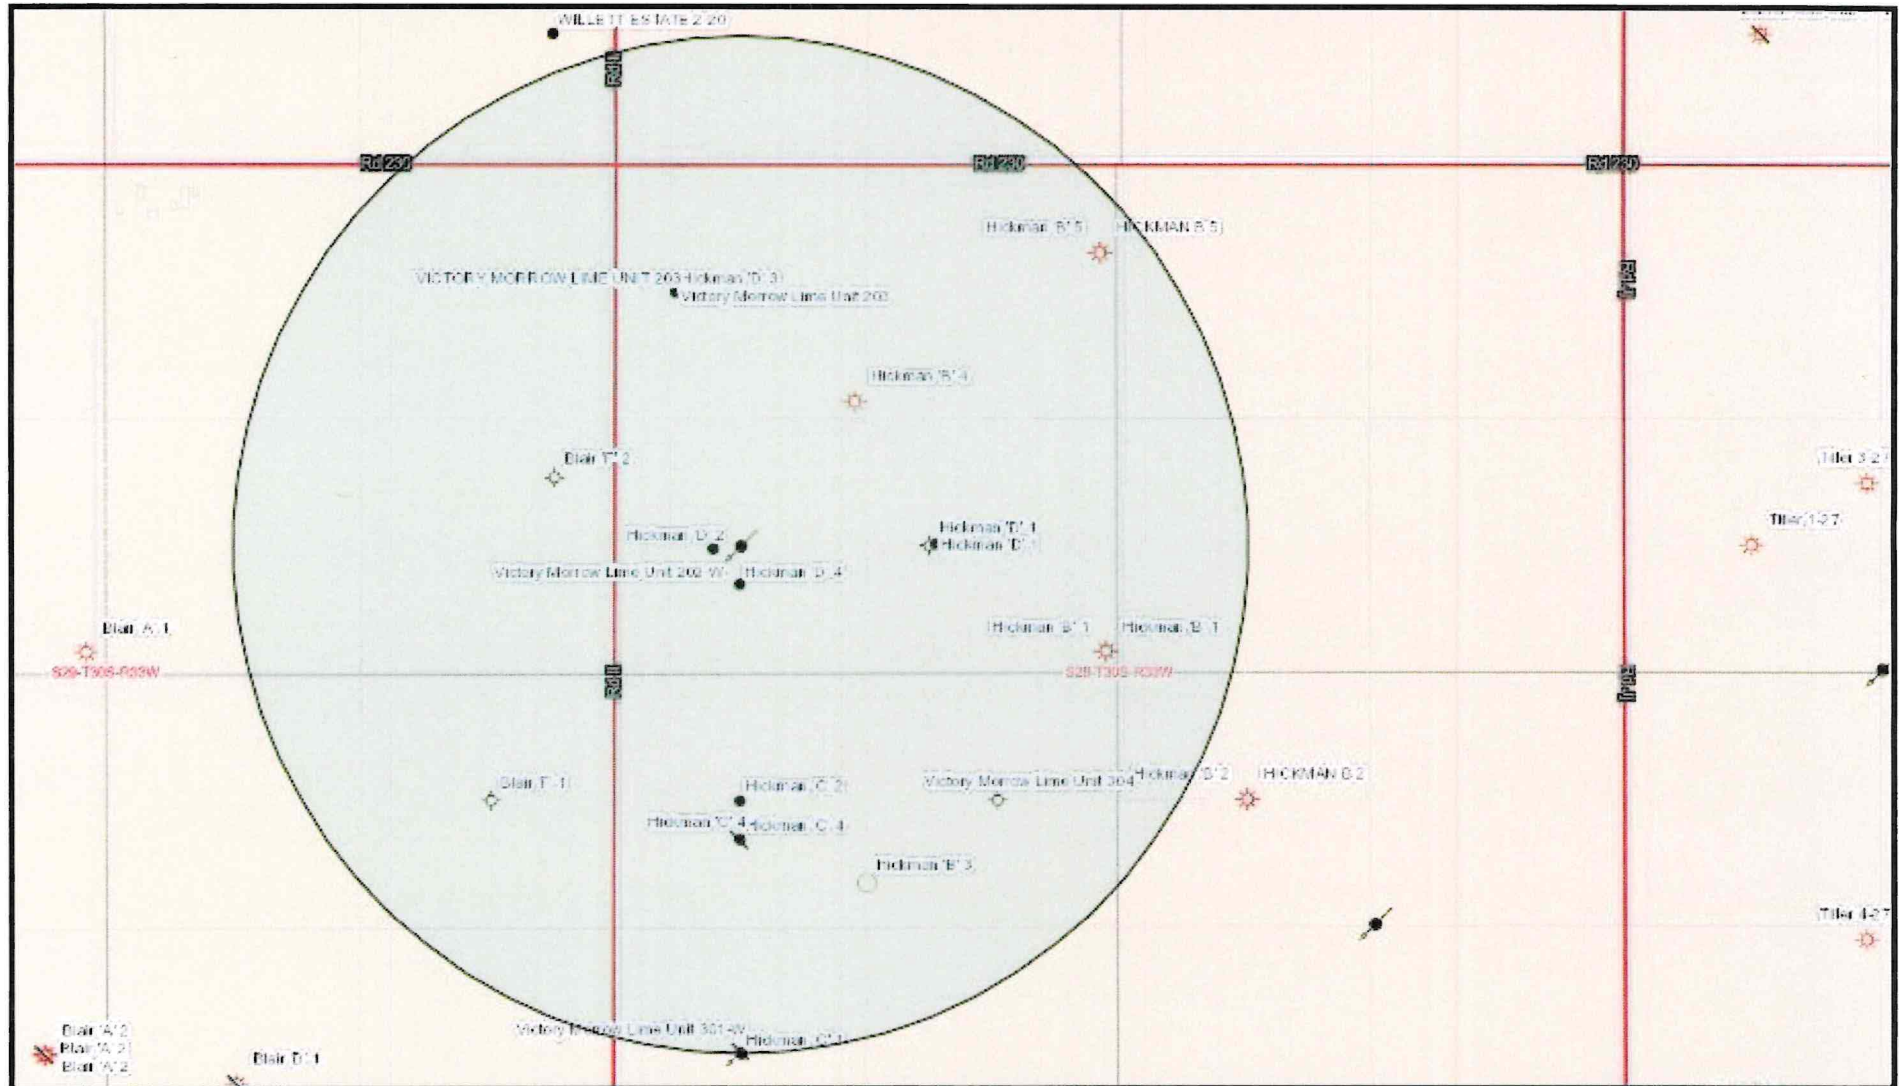 WILLETT ESTATE 2-20
Rd I
Rd 230
Rd 230
Rd 230
Hickman 'B' 5
HICKMAN B 5
VICTORY MORROW LIME UNIT 203
Hickman 'D' 3
Victory Morrow Lime Unit 203
Hickman 'B' 4
Blair 'F' 2
Tiller 3-27
Tiller 1-27
Hickman 'D' 1
Hickman 'D' 1
Hickman 'D' 2
Victory Morrow Lime Unit 202-W
Hickman 'D' 4
Blair 'A' 1
Hickman 'B' 1
Hickman 'B' 1
S29-T30S-R33W
S28-T30S-R33W
Rd I
Blair 'F' 1
Hickman 'C' 2
Victory Morrow Lime Unit 304
Hickman 'B' 2
HICKMAN B 2
Hickman 'C' 4
Hickman 'C' 4
Hickman 'B' 3
Tiller 4-27
Victory Morrow Lime Unit 301-W
Hickman 'C' 1
Blair 'A' 2
Blair 'A' 2
Blair 'A' 2
Blair 'D' 1